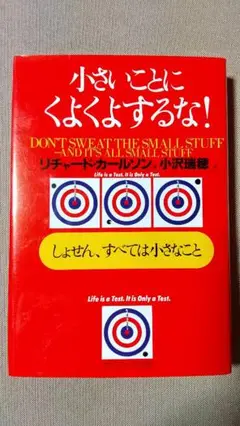 小さいことに
くよくよするな!
DON'T SWEAT THE SMALL STUFF
—AND IT'S ALL SMALL STUFF
リチャード・カールソン 小沢瑞穂
Life is a Test. It is Only a Test.
しょせん、すべては小さなこと
Life is a Test. It is Only a Test.